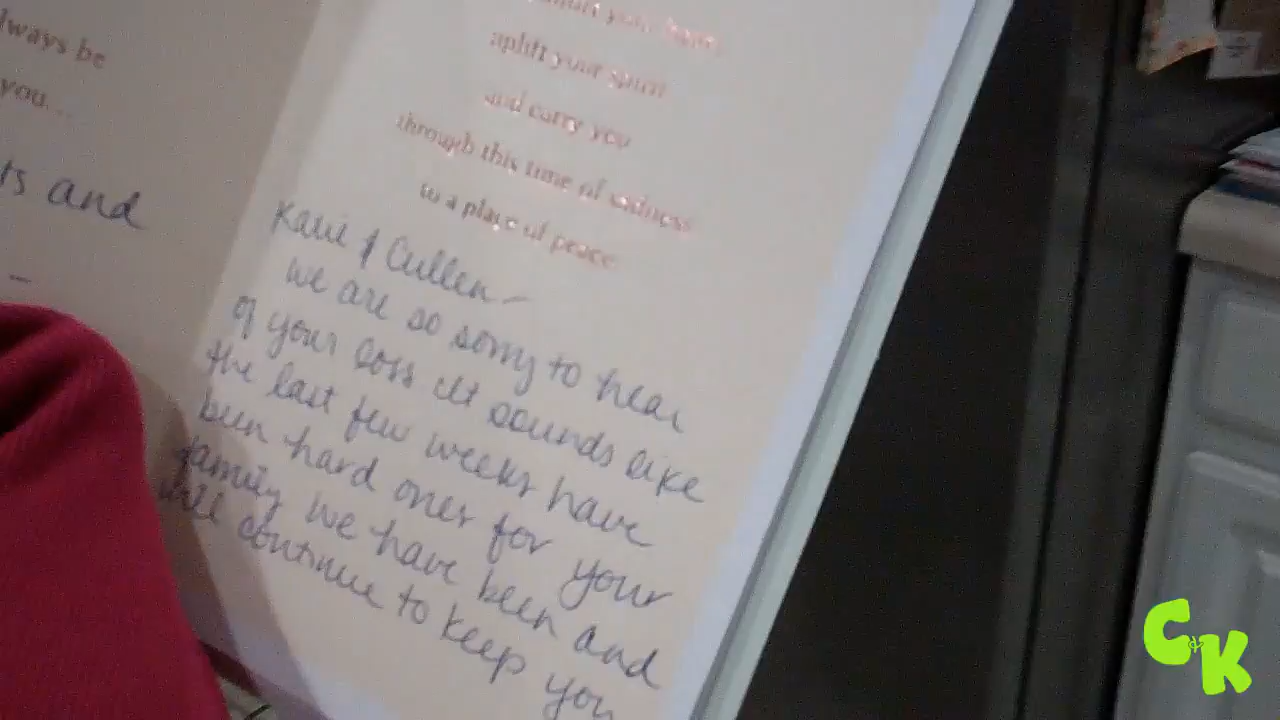 always be
you...
ts and
uplift your spirit
and carry you
through this time of sadness
to a place of peace
Katie & Cullen -
we are so sorry to hear
of your loss it sounds like
the last few weeks have
been hard ones for your
family we have been and
will continue to keep you
C&K